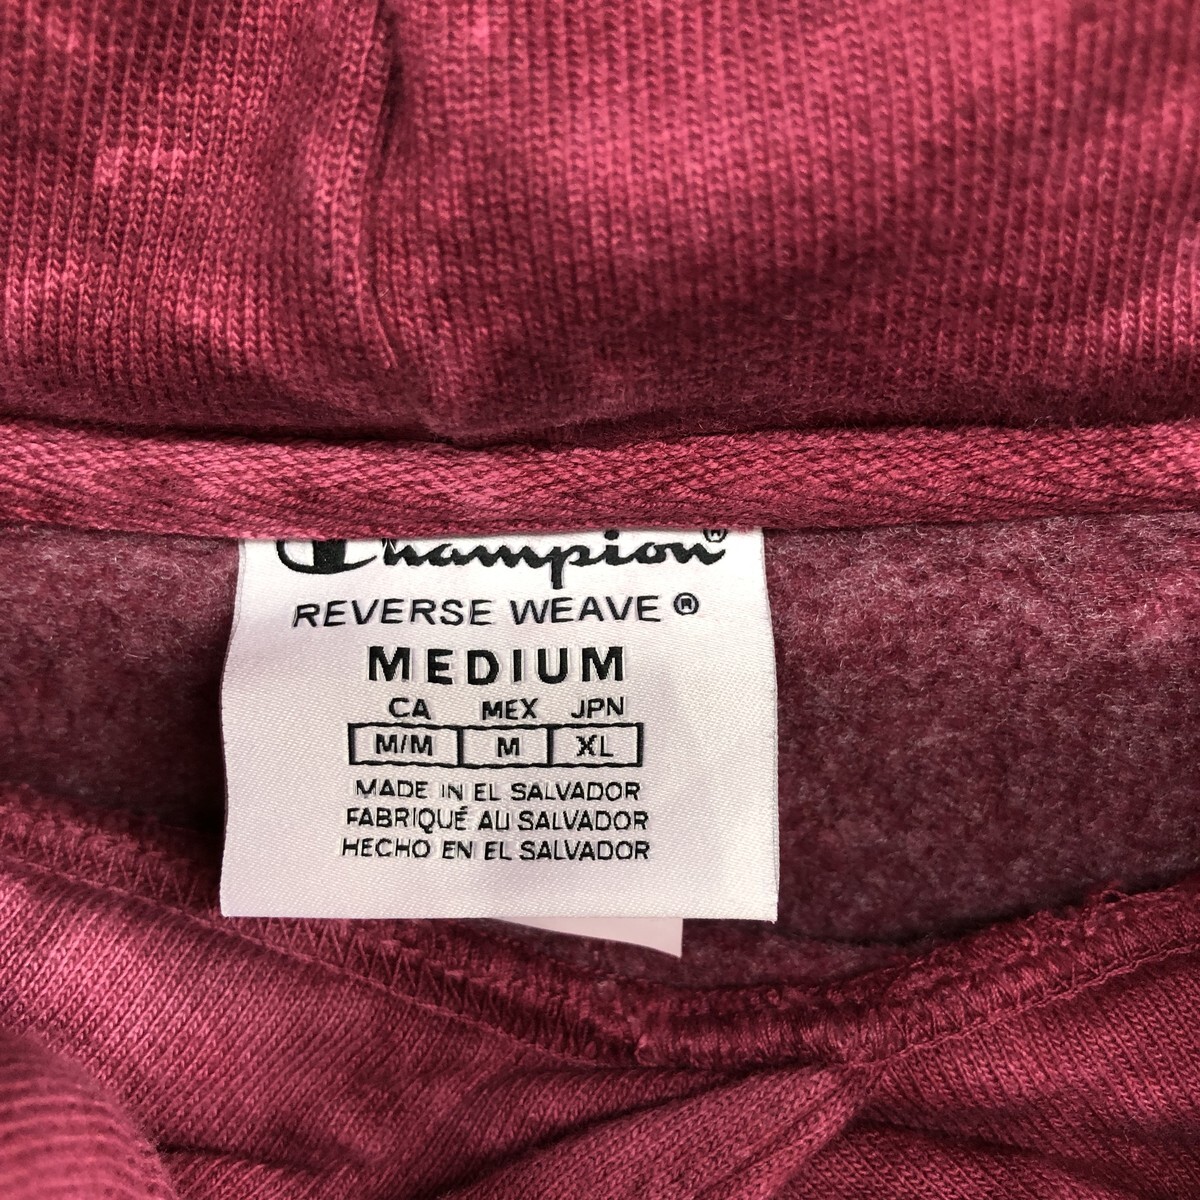 Champion®
REVERSE WEAVE ®
MEDIUM
CA MEX JPN
M/M M XL
MADE IN EL SALVADOR
FABRIQUÉ AU SALVADOR
HECHO EN EL SALVADOR